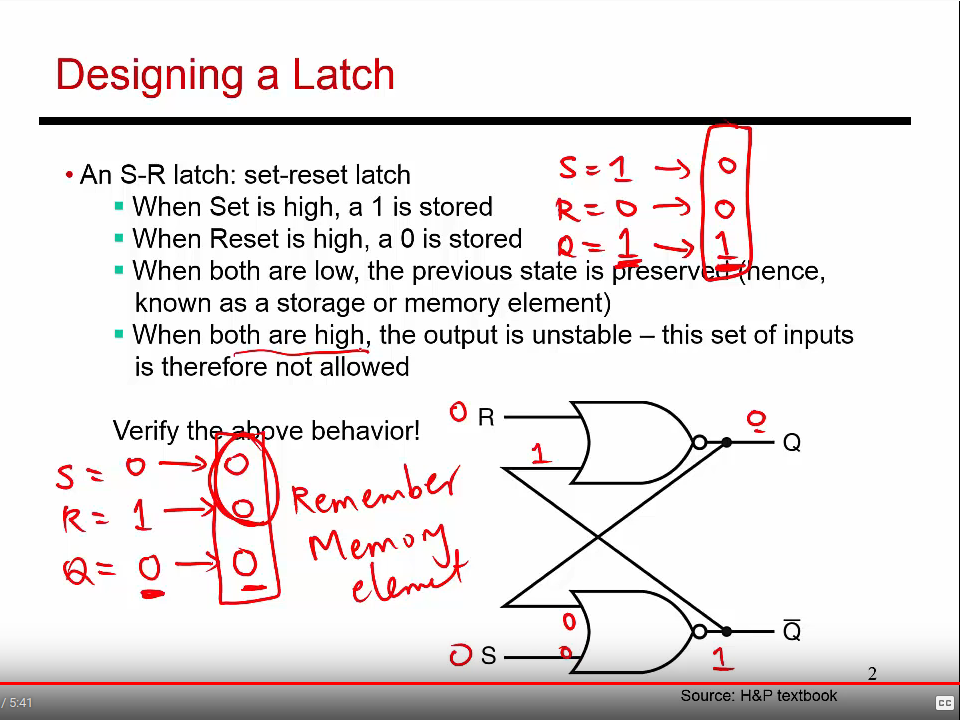 Designing a Latch
• An S-R latch: set-reset latch
▪ When Set is high, a 1 is stored
▪ When Reset is high, a 0 is stored
▪ When both are low, the previous state is preserved (hence,
known as a storage or memory element)
▪ When both are high, the output is unstable – this set of inputs
is therefore not allowed
S = 1 → 0
R = 0 → 0
Q = 1 → 1
Verify the above behavior!
S = 0 → 0
R = 1 → 0
Q = 0 → 0
Remember
Memory
elemet
0 R
1
0
Q
0
0
0 S
1
Q̅
2
Source: H&P textbook
/ 5:41
CC